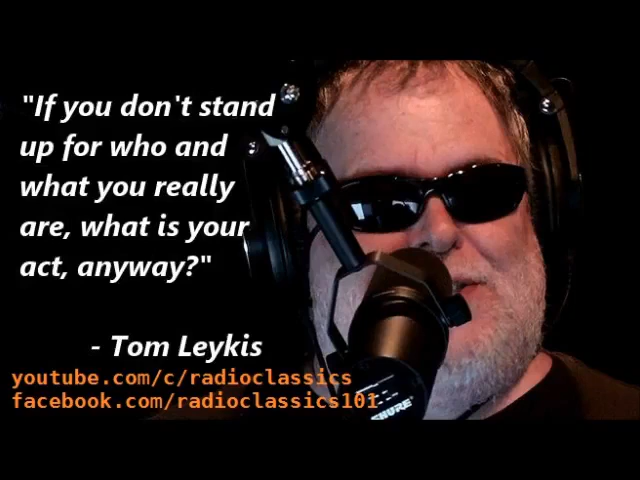 "If you don't stand
up for who and
what you really
are, what is your
act, anyway?"
- Tom Leykis
youtube.com/c/radioclassics
facebook.com/radioclassics101
SHURE